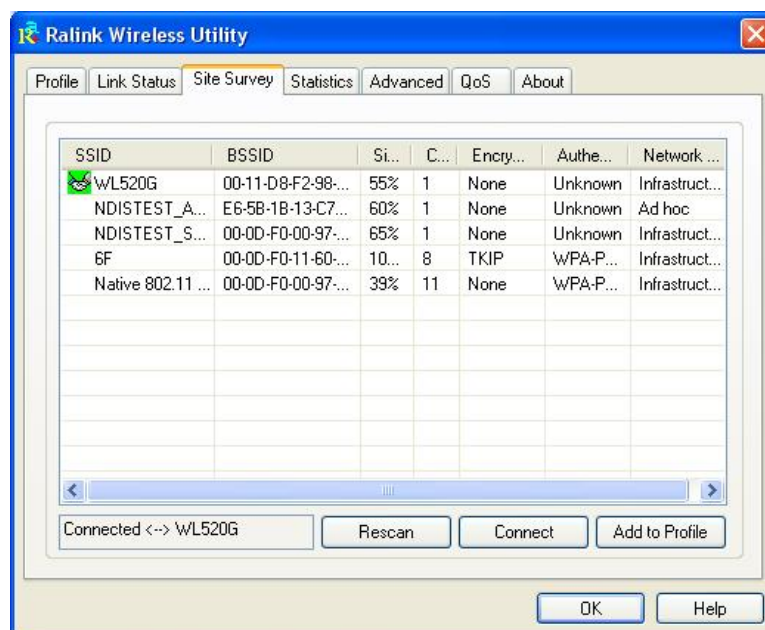 Ralink Wireless Utility
Profile Link Status Site Survey Statistics Advanced QoS About
SSID BSSID Si... C... Encry... Authe... Network ...
WL520G 00-11-D8-F2-98-... 55% 1 None Unknown Infrastruct...
NDISTEST_A... E6-5B-1B-13-C7... 60% 1 None Unknown Ad hoc
NDISTEST_S... 00-0D-F0-00-97-... 65% 1 None Unknown Infrastruct...
6F 00-0D-F0-11-60-... 10... 8 TKIP WPA-P... Infrastruct...
Native 802.11 ... 00-0D-F0-00-97-... 39% 11 None WPA-P... Infrastruct...
Connected <--> WL520G Rescan Connect Add to Profile
OK Help